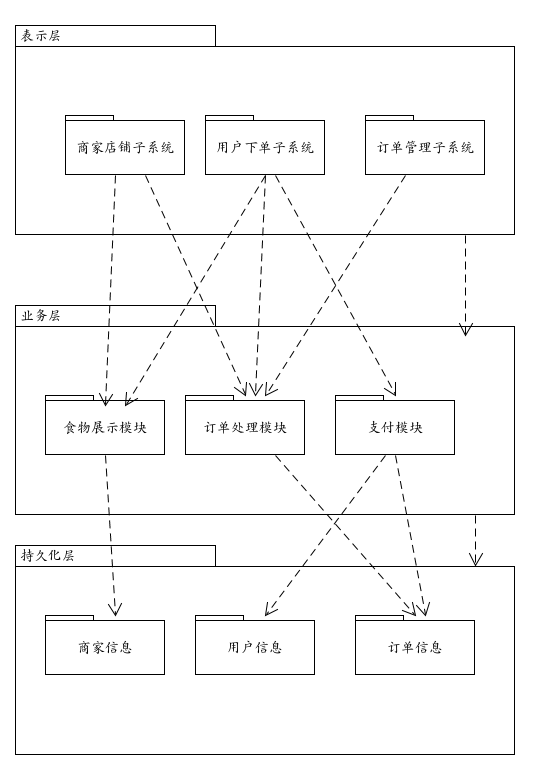 表示层
商家店铺子系统
用户下单子系统
订单管理子系统
业务层
食物展示模块
订单处理模块
支付模块
持久化层
商家信息
用户信息
订单信息